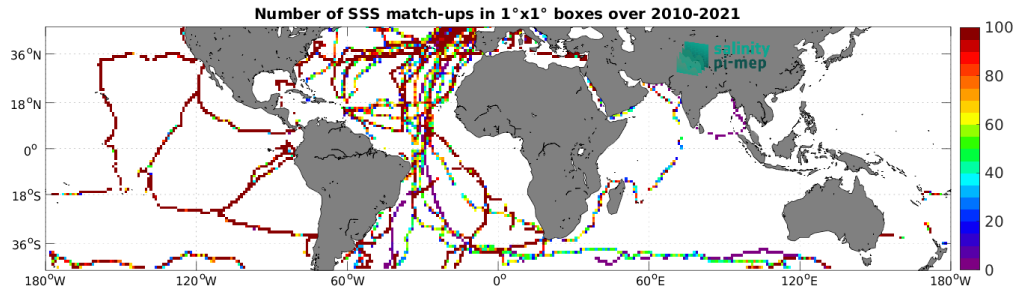 Number of SSS match-ups in 1°x1° boxes over 2010-2021
salinity
pi-mep
36°N
18°N
0°
18°S
36°S
180°W
120°W
60°W
0°
60°E
120°E
180°W
100
80
60
40
20
0